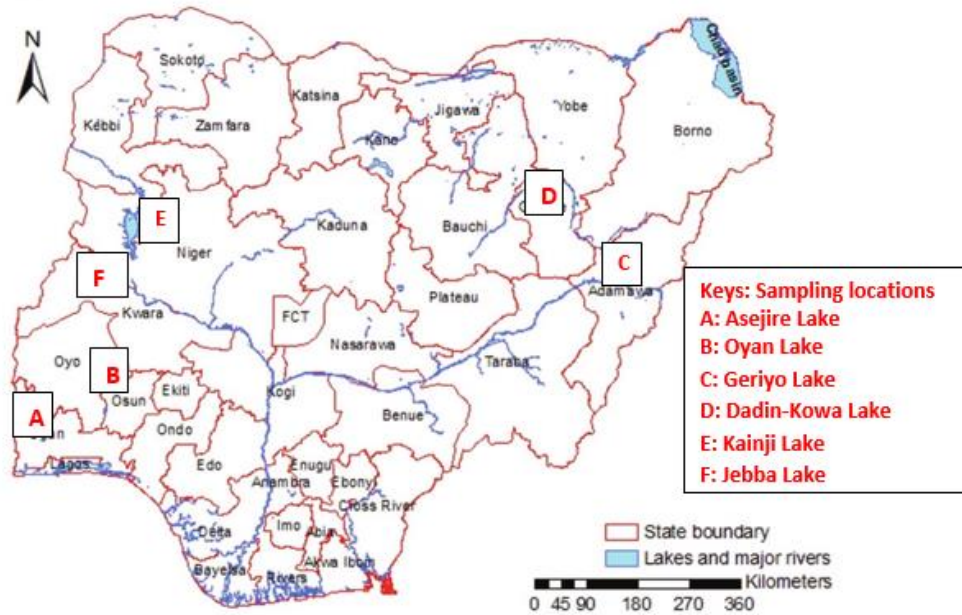 N
Sokoto
Katsina
Kebbi
Zamfara
Kano
Jigawa
Yobe
Borno
Chad basin
E
D
Niger
Kaduna
Bauchi
F
C
Plateau
Adamawa
Kwara
FCT
Nasarawa
Taraba
Oyo
B
Osun
Ekiti
Kogi
Benue
A
Ondo
Lagos
Edo
Enugu
Anambra
Ebonyi
Cross River
Delta
Imo
Abia
Bayelsa
Rivers
Akwa Ibom
Keys: Sampling locations
A: Asejire Lake
B: Oyan Lake
C: Geriyo Lake
D: Dadin-Kowa Lake
E: Kainji Lake
F: Jebba Lake
State boundary
Lakes and major rivers
Kilometers
0 45 90 180 270 360